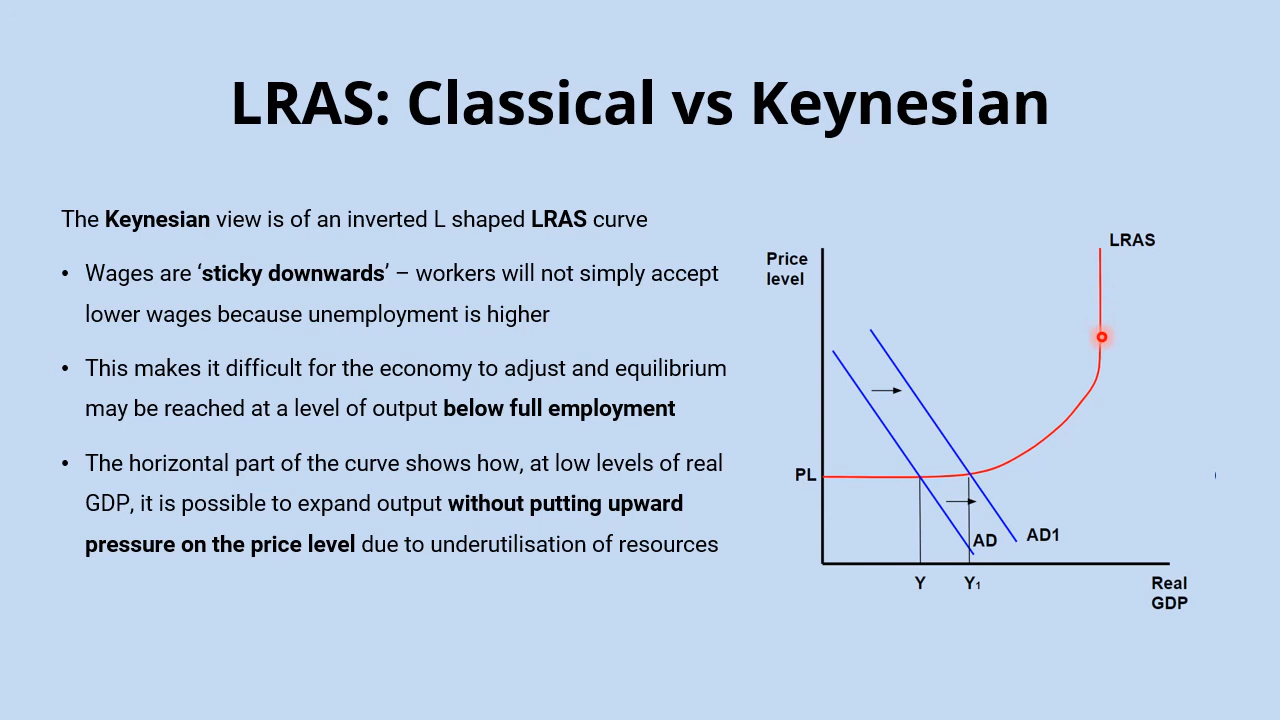 LRAS: Classical vs Keynesian
The Keynesian view is of an inverted L shaped LRAS curve
• Wages are ‘sticky downwards’ – workers will not simply accept
lower wages because unemployment is higher
• This makes it difficult for the economy to adjust and equilibrium
may be reached at a level of output below full employment
• The horizontal part of the curve shows how, at low levels of real
GDP, it is possible to expand output without putting upward
pressure on the price level due to underutilisation of resources
LRAS
Price
level
PL
AD
AD1
Y
Y₁
Real
GDP